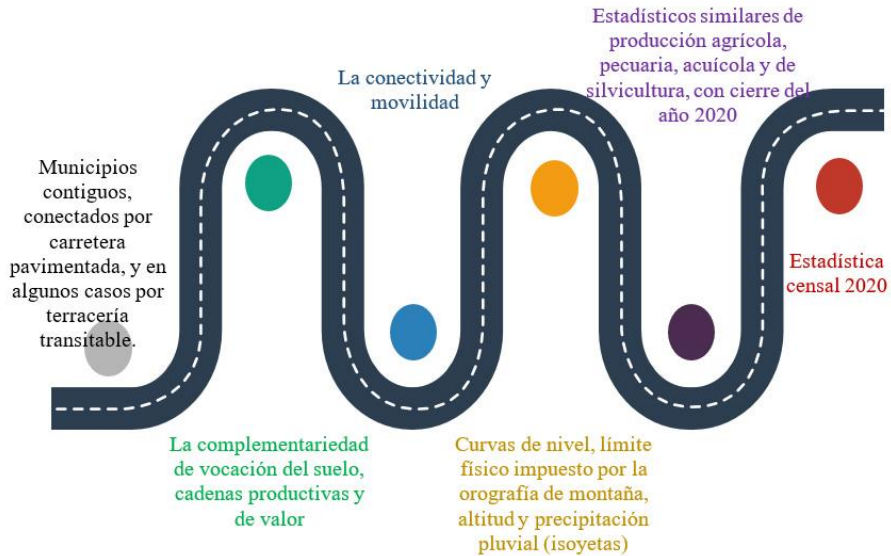 Municipios
contiguos,
conectados por
carretera
pavimentada, y en
algunos casos por
terracería
transitable.
La complementariedad
de vocación del suelo,
cadenas productivas y
de valor
La conectividad y
movilidad
Curvas de nivel, límite
físico impuesto por la
orografía de montaña,
altitud y precipitación
pluvial (isoyetas)
Estadísticos similares de
producción agrícola,
pecuaria, acuícola y de
silvicultura, con cierre del
año 2020
Estadística
censal 2020